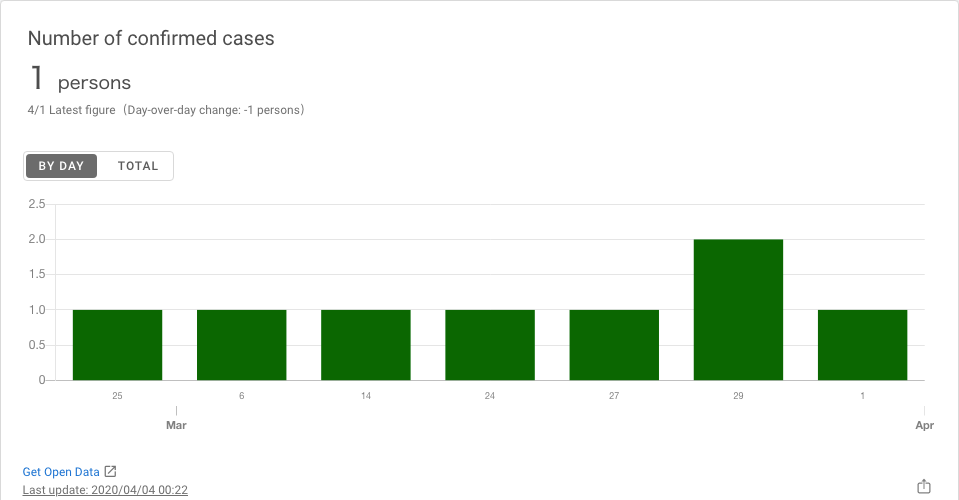 Number of confirmed cases
1 persons
4/1 Latest figure（Day-over-day change: -1 persons）
BY DAY TOTAL
2.5
2.0
1.5
1.0
0.5
0
25 6 14 24 27 29 1
Mar Apr
Get Open Data
Last update: 2020/04/04 00:22